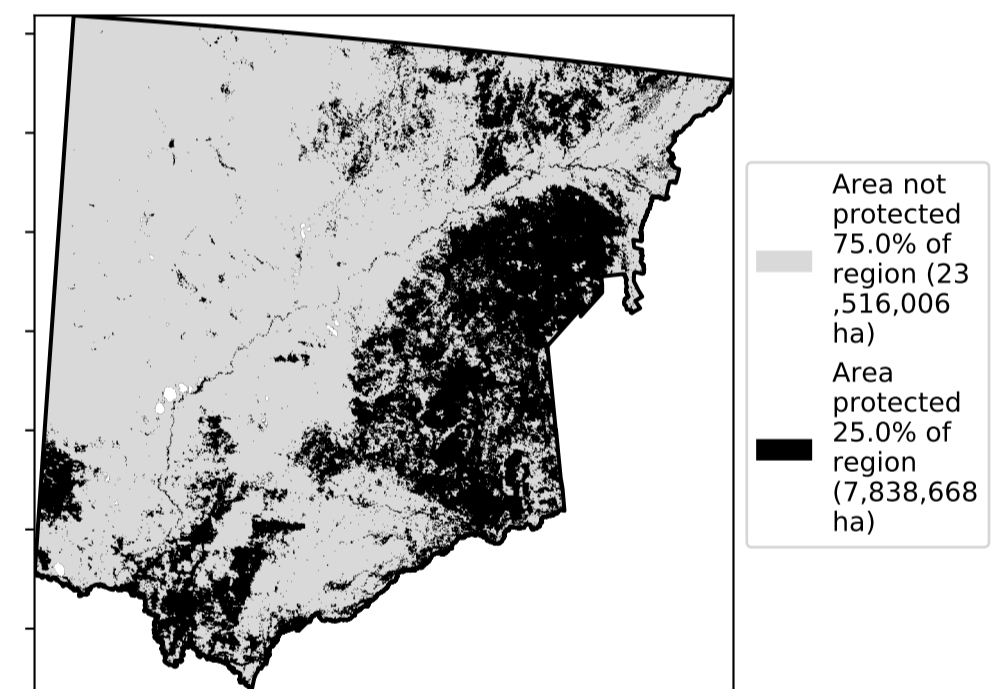 Area not
protected
75.0% of
region (23
,516,006
ha)
Area
protected
25.0% of
region
(7,838,668
ha)